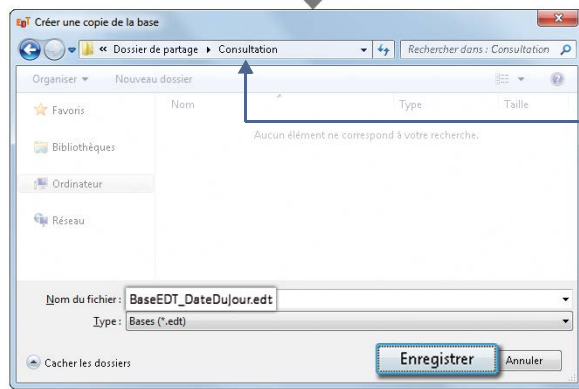 EDT Créer une copie de la base
« Dossier de partage Consultation
Rechercher dans : Consultation
Organiser Nouveau dossier
Nom Type Taille
Favoris
Aucun élément ne correspond à votre recherche.
Bibliothèques
Ordinateur
Réseau
Nom du fichier : BaseEDT_DateDuJour.edt
Type : Bases (*.edt)
Cacher les dossiers
Enregistrer
Annuler